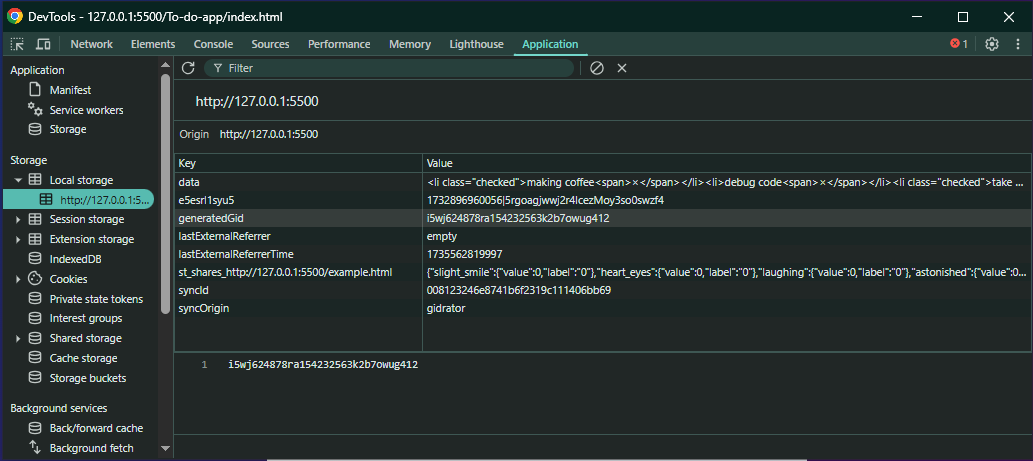 DevTools - 127.0.0.1:5500/To-do-app/index.html
Network Elements Console Sources Performance Memory Lighthouse Application 1
Filter
Application
Manifest
Service workers
Storage
Storage
Local storage
http://127.0.0.1:5...
Session storage
Extension storage
IndexedDB
Cookies
Private state tokens
Interest groups
Shared storage
Cache storage
Storage buckets
Background services
Back/forward cache
Background fetch
http://127.0.0.1:5500
Origin http://127.0.0.1:5500
Key Value
data <li class="checked">making coffee<span>×</span></li><li>debug code<span>×</span></li><li class="checked">take ...
e5esrl1syu5 1732896960056|5rgoagjwwj2r4lcezMoy3so0swzf4
generatedGid i5wj624878ra154232563k2b7owug412
lastExternalReferrer empty
lastExternalReferrerTime 1735562819997
st_shares_http://127.0.0.1:5500/example.html {"slight_smile":{"value":0,"label":"0"},"heart_eyes":{"value":0,"label":"0"},"laughing":{"value":0,"label":"0"},"astonished":{"value":0...
syncId 008123246e8741b6f2319c111406bb69
syncOrigin gidrator
1 i5wj624878ra154232563k2b7owug412